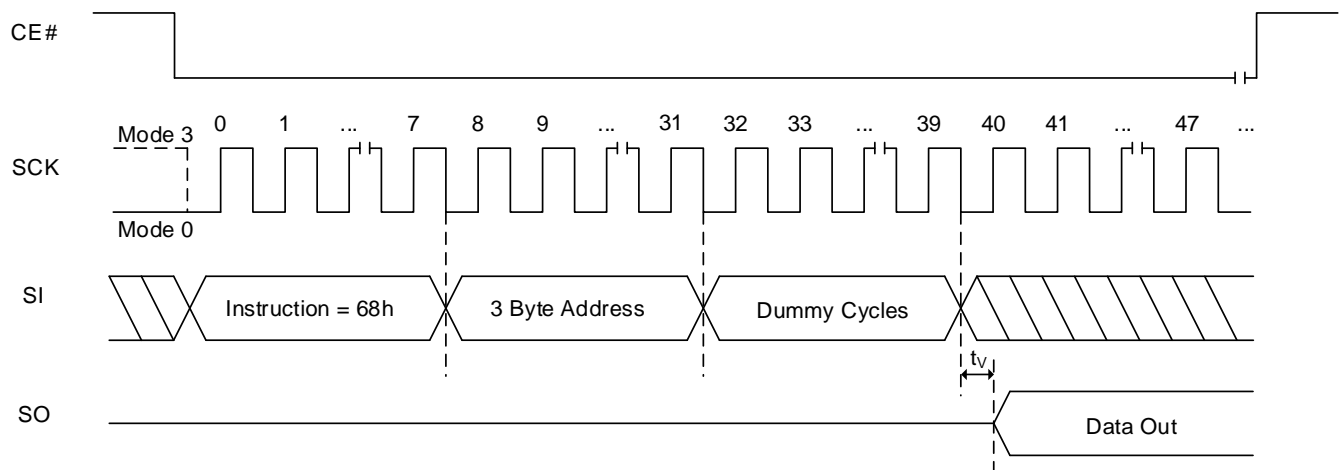 CE#
0 1 ... 7 8 9 ... 31 32 33 ... 39 40 41 ... 47 ...
Mode 3
SCK
Mode 0
SI
Instruction = 68h
3 Byte Address
Dummy Cycles
tV
SO
Data Out